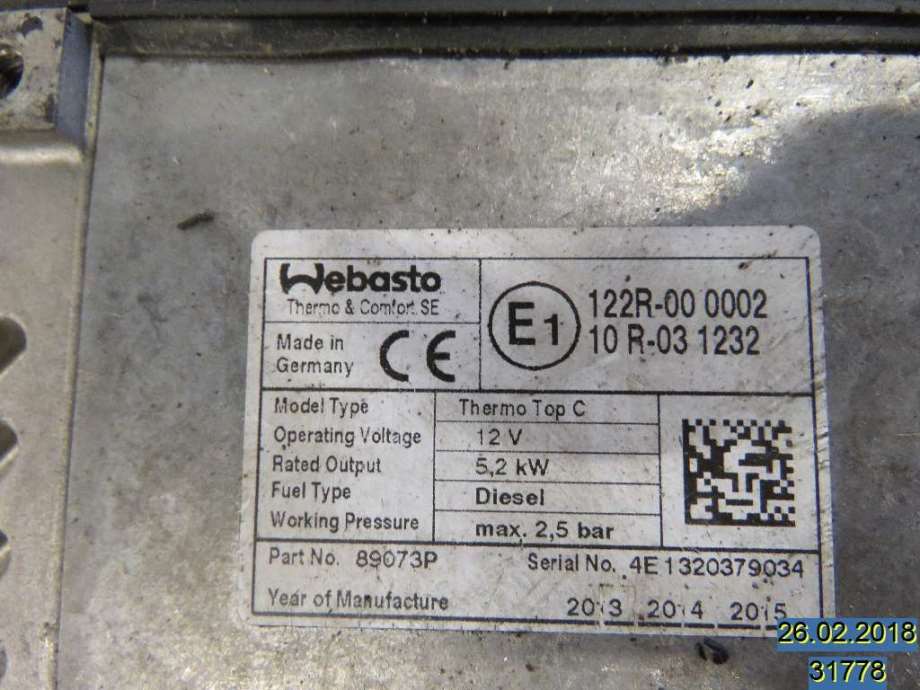 Webasto
Thermo & Comfort SE
Made in
Germany
CE
E1
122R-00 0002
10 R-03 1232
Model Type Thermo Top C
Operating Voltage 12 V
Rated Output 5,2 kW
Fuel Type Diesel
Working Pressure max. 2,5 bar
Part No. 89073P Serial No. 4E1320379034
Year of Manufacture 2013 2014 2015
26.02.2018
31778